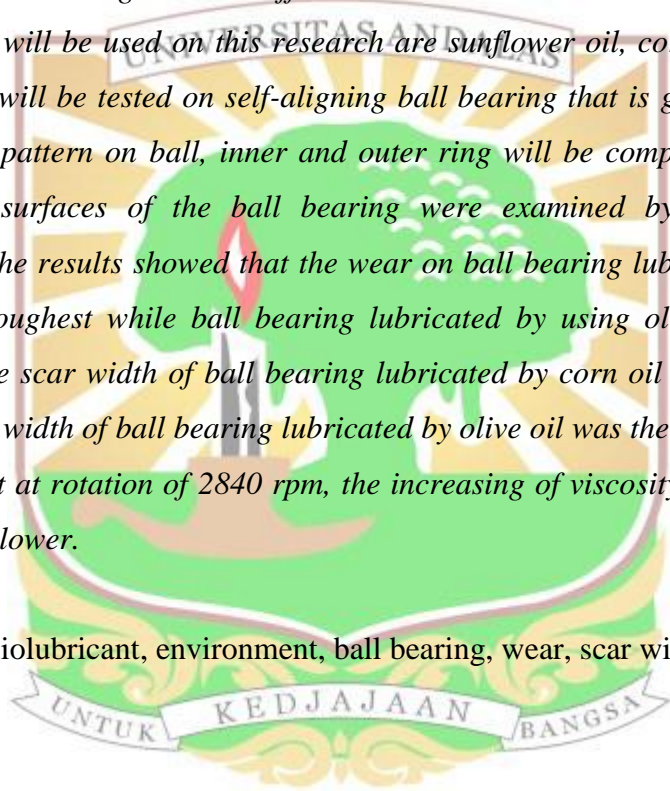 UNIVERSITAS ANDALAS
will be used on this research are sunflower oil, co
will be tested on self-aligning ball bearing that is g
pattern on ball, inner and outer ring will be comp
surfaces of the ball bearing were examined by
he results showed that the wear on ball bearing lub
oughest while ball bearing lubricated by using ol
e scar width of ball bearing lubricated by corn oil
width of ball bearing lubricated by olive oil was the
t at rotation of 2840 rpm, the increasing of viscosity
lower.
iolubricant, environment, ball bearing, wear, scar wi
UNTUK KEDJAJAAN BANGSA